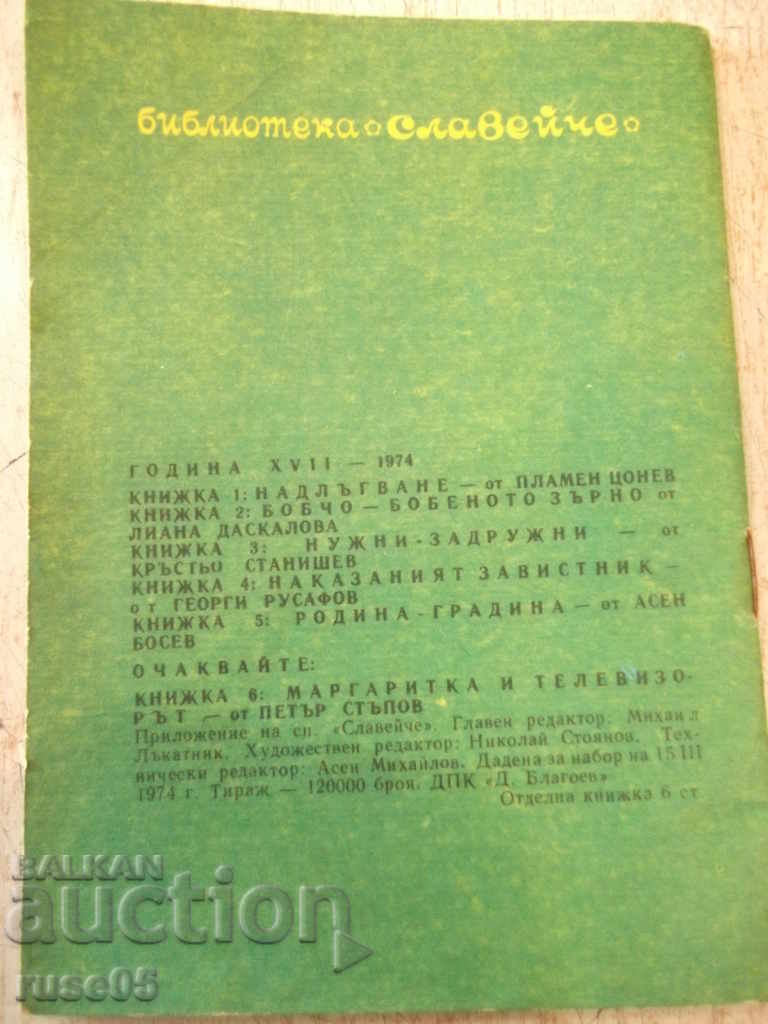 библиотека славейче
ГОДИНА XVII — 1974
КНИЖКА 1: НАДЛЪГВАНЕ — от ПЛАМЕН ЦОНЕВ
КНИЖКА 2: БОБЧО — БОБЕНОТО ЗЪРНО от
ЛИАНА ДАСКАЛОВА
КНИЖКА 3: НУЖНИ-ЗАДРУЖНИ — от
КРЪСТЬО СТАНИШЕВ
КНИЖКА 4: НАКАЗАНИЯТ ЗАВИСТНИК —
от ГЕОРГИ РУСАФОВ
КНИЖКА 5: РОДИНА-ГРАДИНА — от АСЕН
БОСЕВ
ОЧАКВАЙТЕ:
КНИЖКА 6: МАРГАРИТКА И ТЕЛЕВИЗО-
РЪТ — от ПЕТЪР СТЪПОВ
Приложение на сп. «Славейче». Главен редактор: Михаил
Лъкатник. Художествен редактор: Николай Стоянов. Тех-
нически редактор: Асен Михайлов. Дадена за набор на 15 III
1974 г. Тираж — 120000 броя. ДПК «Д. Благоев»
Отделна книжка 6 ст
BALKAN
auction
ruse05